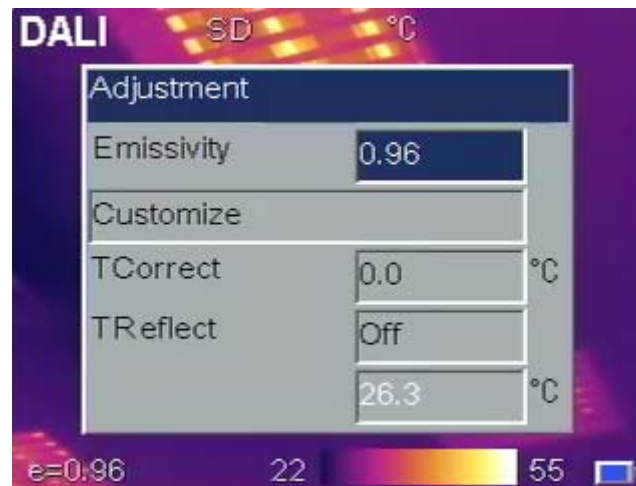 DALI SD °C
Adjustment
Emissivity 0.96
Customize
TCorrect 0.0 °C
TReflect Off
26.3 °C
e=0.96 22 55